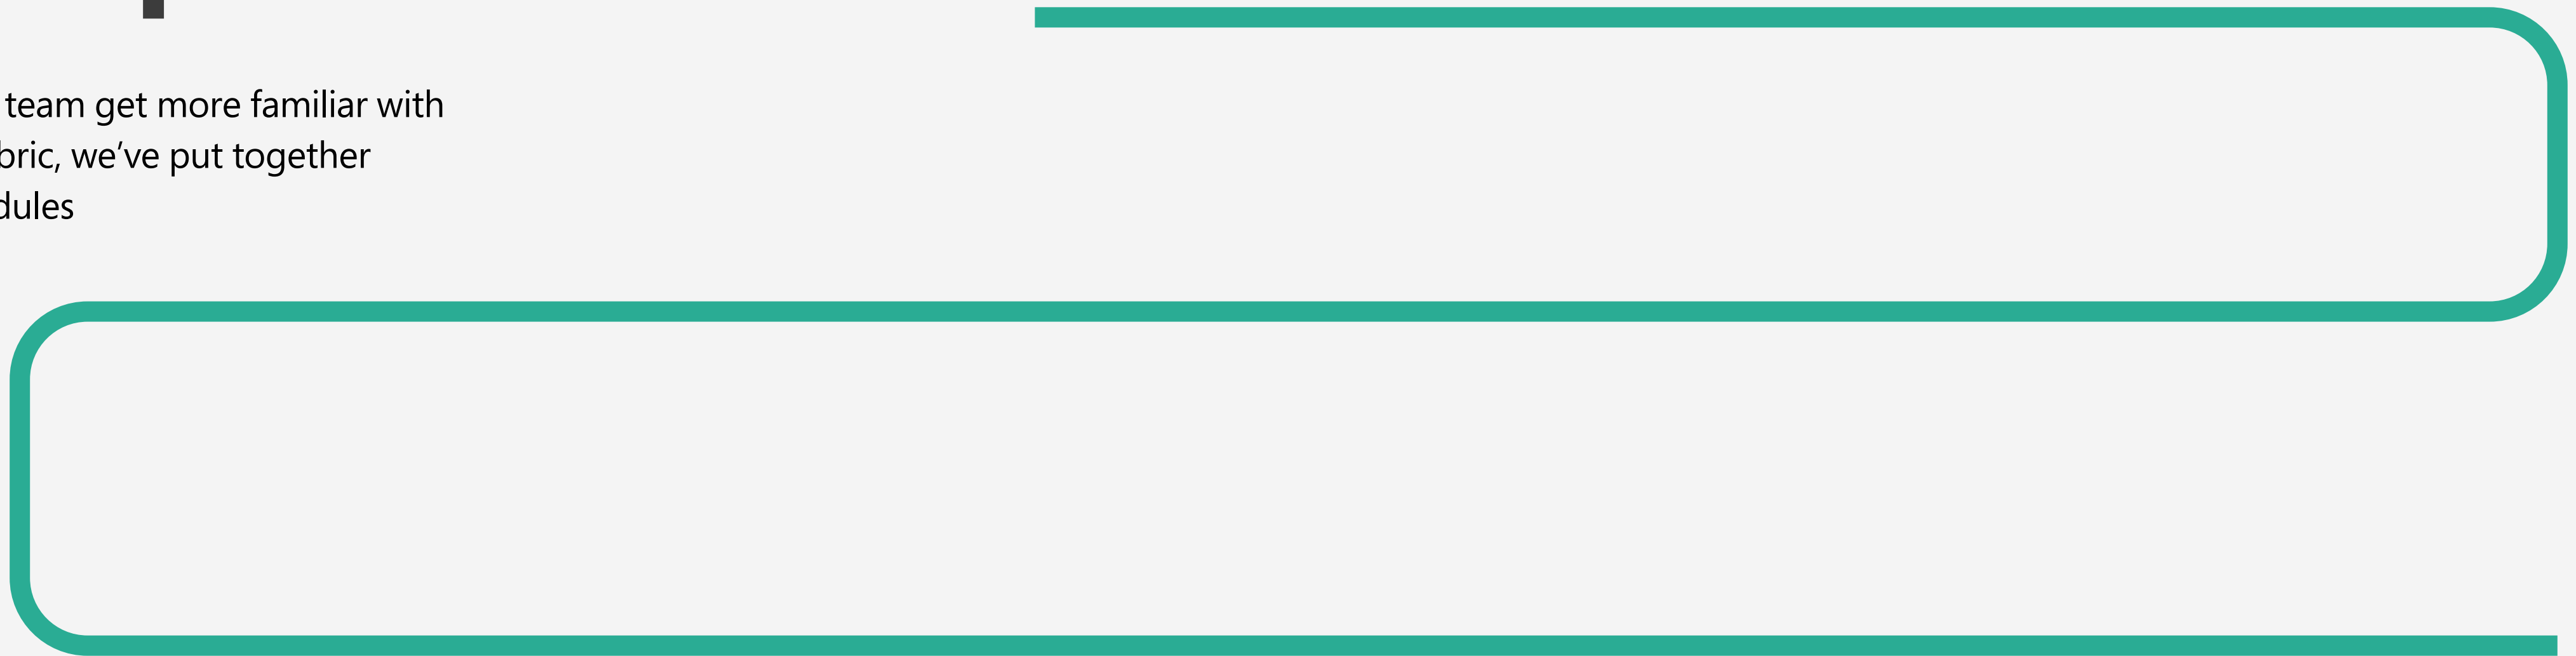 team get more familiar with
bric, we’ve put together
dules